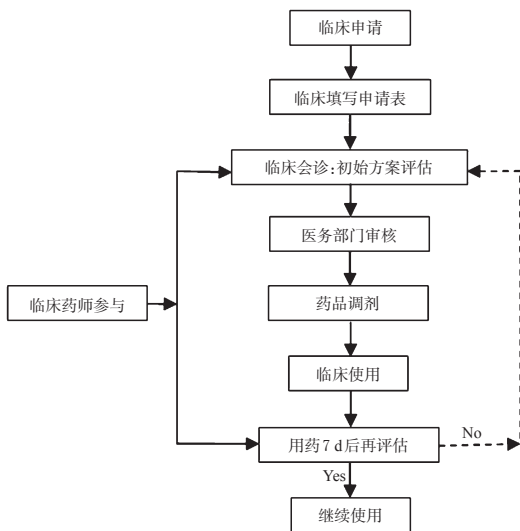 临床申请
临床填写申请表
临床会诊:初始方案评估
医务部门审核
临床药师参与
药品调剂
临床使用
用药7 d后再评估
No
Yes
继续使用